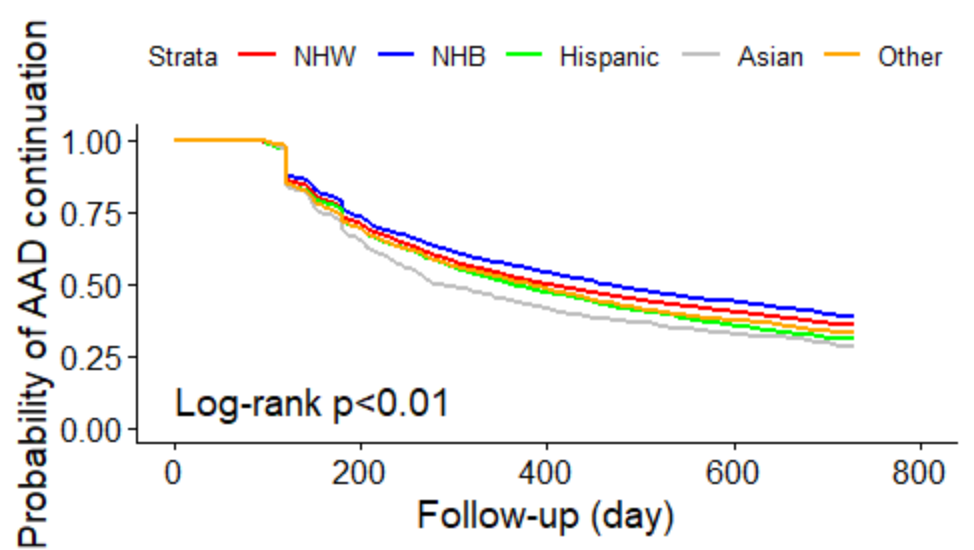 Strata NHW NHB Hispanic Asian Other
Probability of AAD continuation
1.00
0.75
0.50
0.25
0.00
Log-rank p<0.01
0 200 400 600 800
Follow-up (day)